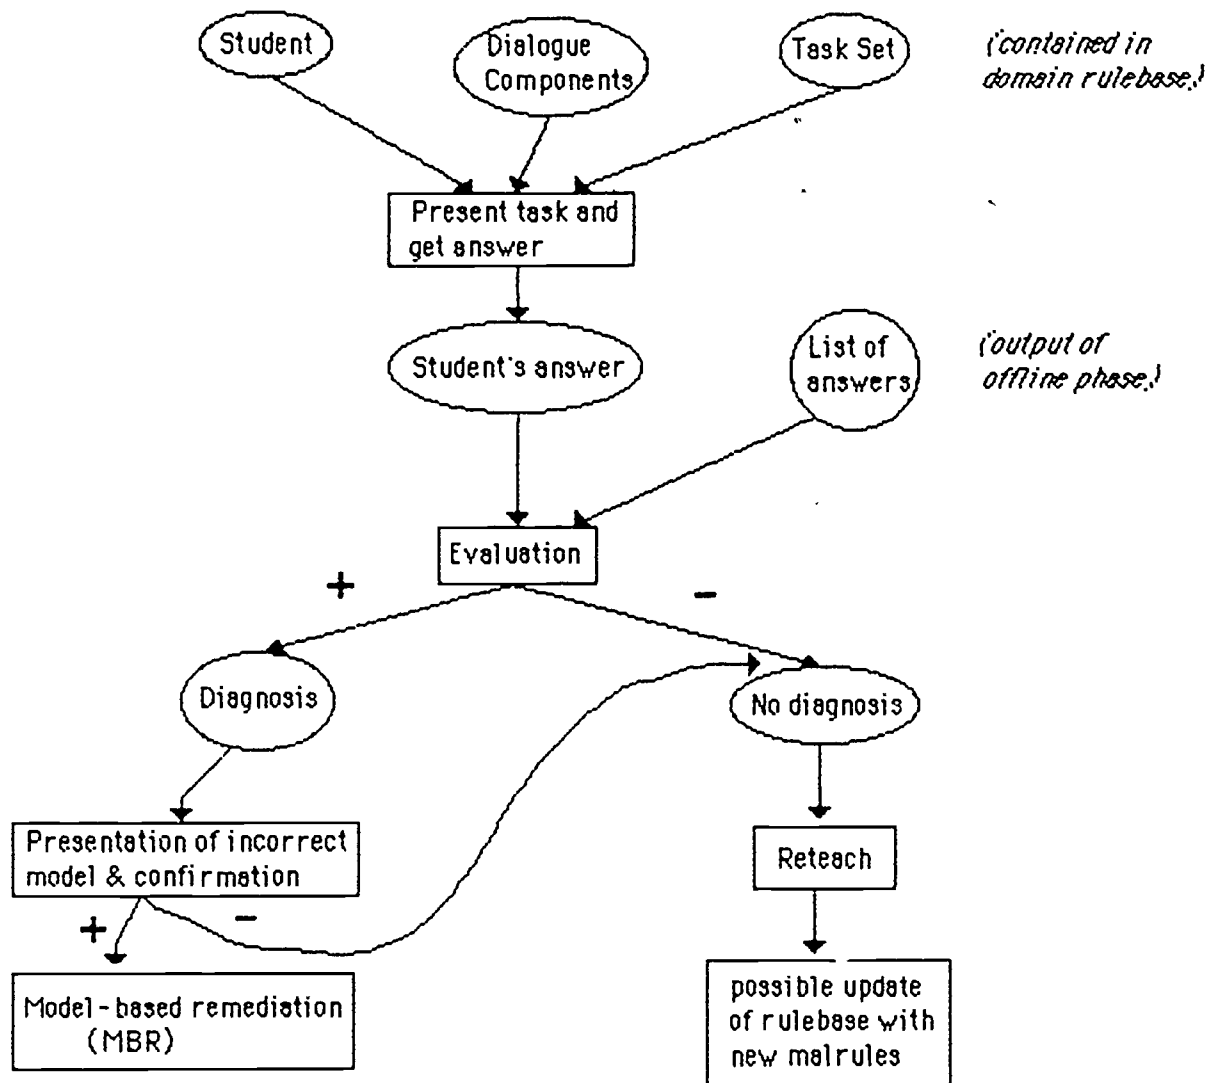 Student
Dialogue
Components
Task Set
(contained in
domain rulebase.)
Present task and
get answer
Student's answer
List of
answers
(output of
offline phase.)
Evaluation
+
-
Diagnosis
No diagnosis
Presentation of incorrect
model & confirmation
Reteach
+
-
Model-based remediation
(MBR)
possible update
of rulebase with
new malrules